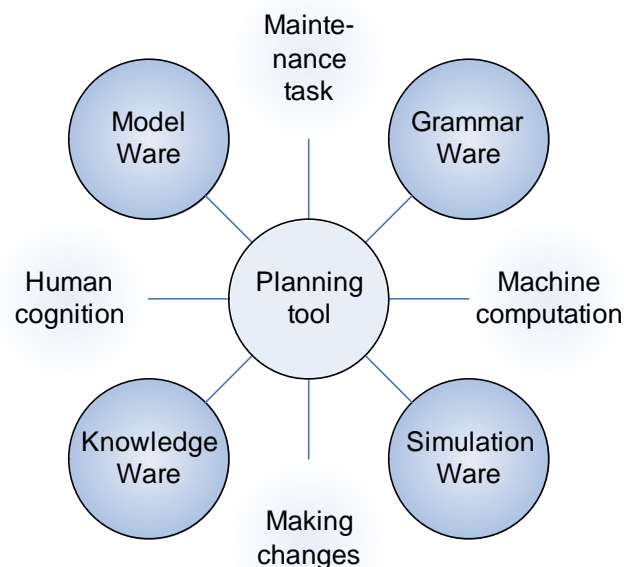 Mainte-
nance
task
Model
Ware
Grammar
Ware
Human
cognition
Planning
tool
Machine
computation
Knowledge
Ware
Simulation
Ware
Making
changes